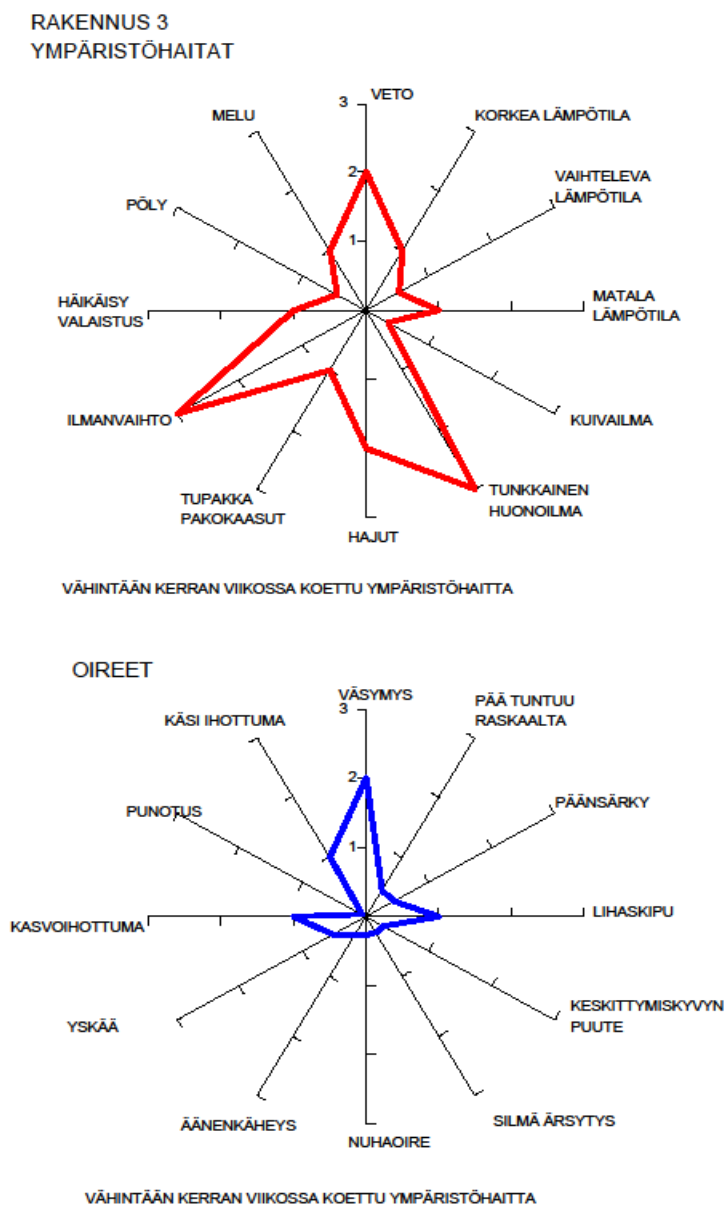 RAKENNUS 3
YMPÄRISTÖHAITAT
3
VETO
MELU
KORKEA LÄMPÖTILA
2
VAIHTELEVA
LÄMPÖTILA
PÖLY
1
HÄIKÄISY
VALAISTUS
MATALA
LÄMPÖTILA
ILMANVAIHTO
KUIVAILMA
TUPAKKA
PAKOKAASUT
TUNKKAINEN
HUONOILMA
HAJUT
VÄHINTÄÄN KERRAN VIIKOSSA KOETTU YMPÄRISTÖHAITTA
OIREET
VÄSYMYS
3
KÄSI IHOTTUMA
PÄÄ TUNTUU
RASKAALTA
2
PUNOTUS
PÄÄNSÄRKY
1
KASVOIHOTTUMA
LIHASKIPU
YSKÄÄ
KESKITTYMISKYVYN
PUUTE
ÄÄNENKÄHEYS
SILMÄ ÄRSYTYS
NUHAOIRE
VÄHINTÄÄN KERRAN VIIKOSSA KOETTU YMPÄRISTÖHAITTA